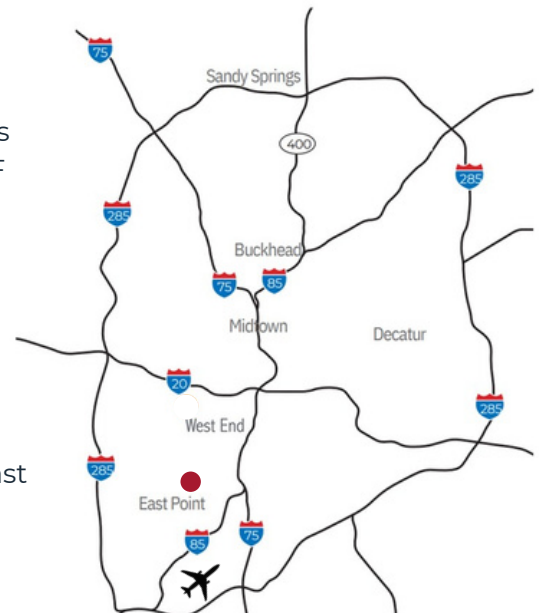 75
Sandy Springs
s
400
285
285
Buckhead
75
85
Midtown
Decatur
20
285
West End
285
ast
East Point
85
75